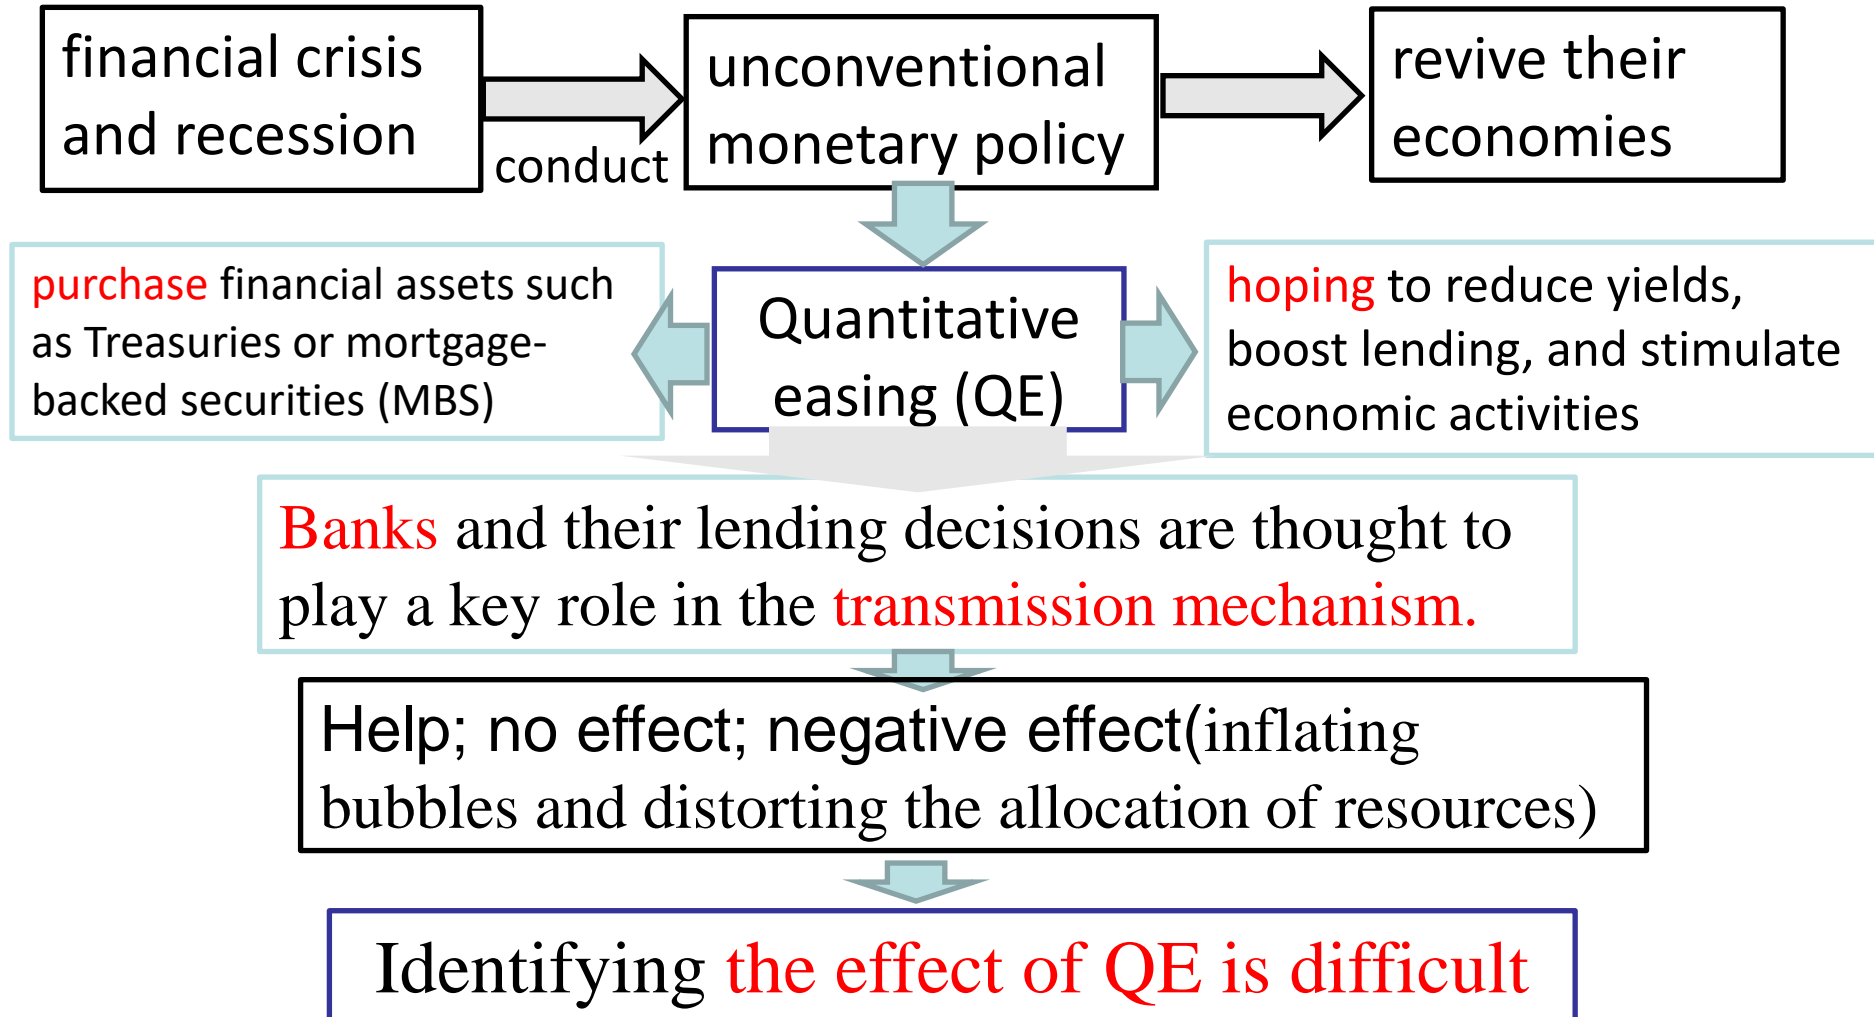 financial crisis
and recession
conduct
unconventional
monetary policy
revive their
economies
purchase financial assets such
as Treasuries or mortgage-
backed securities (MBS)
Quantitative
easing (QE)
hoping to reduce yields,
boost lending, and stimulate
economic activities
Banks and their lending decisions are thought to
play a key role in the transmission mechanism.
Help; no effect; negative effect(inflating
bubbles and distorting the allocation of resources)
Identifying the effect of QE is difficult